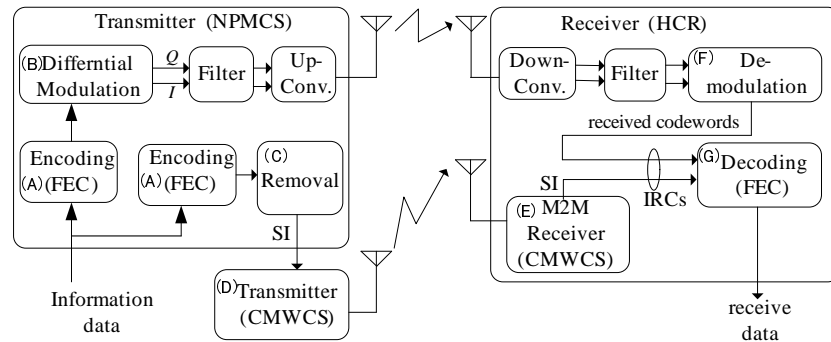 Transmitter (NPMCS)
Receiver (HCR)
(B) Differntial
Modulation
Q
I
Filter
Up-
Conv.
Down-
Conv.
Filter
(F) De-
modulation
received codewords
Encoding
(A) (FEC)
Encoding
(A) (FEC)
(C)
Removal
SI
(G) Decoding
(FEC)
SI
IRCs
(E) M2M
Receiver
(CMWCS)
(D) Transmitter
(CMWCS)
Information
data
receive
data